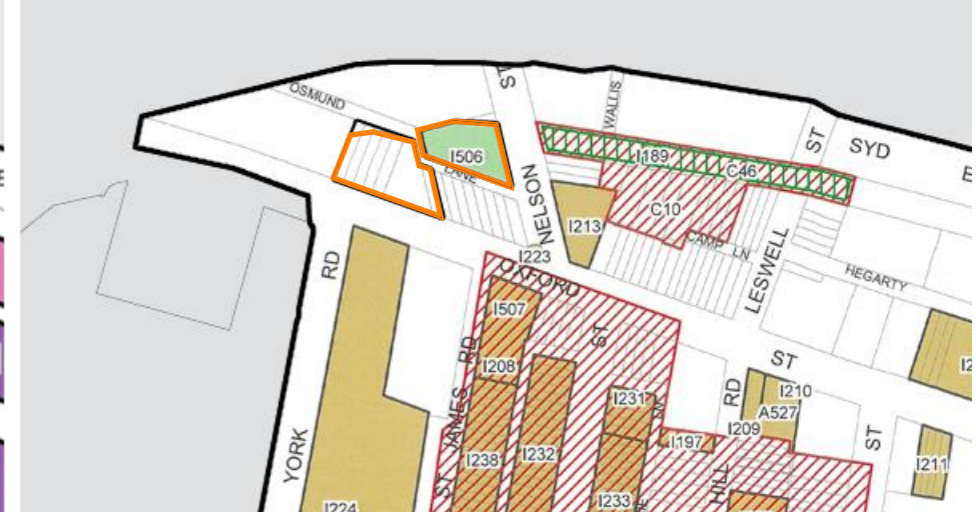 ST
OSMUND
WALLIS
ST
SYD
I506
I189
C46
E
LANE
NELSON
C10
I213
CAMP LN
I223
OXFORD
LESWELL
HEGARTY
RD
I507
ST
ST
I208
RD
I231
RD
I210
A527
I2
I209
I197
JAMES
I238
I232
ST
I211
YORK
ST
HILL
I233
I224